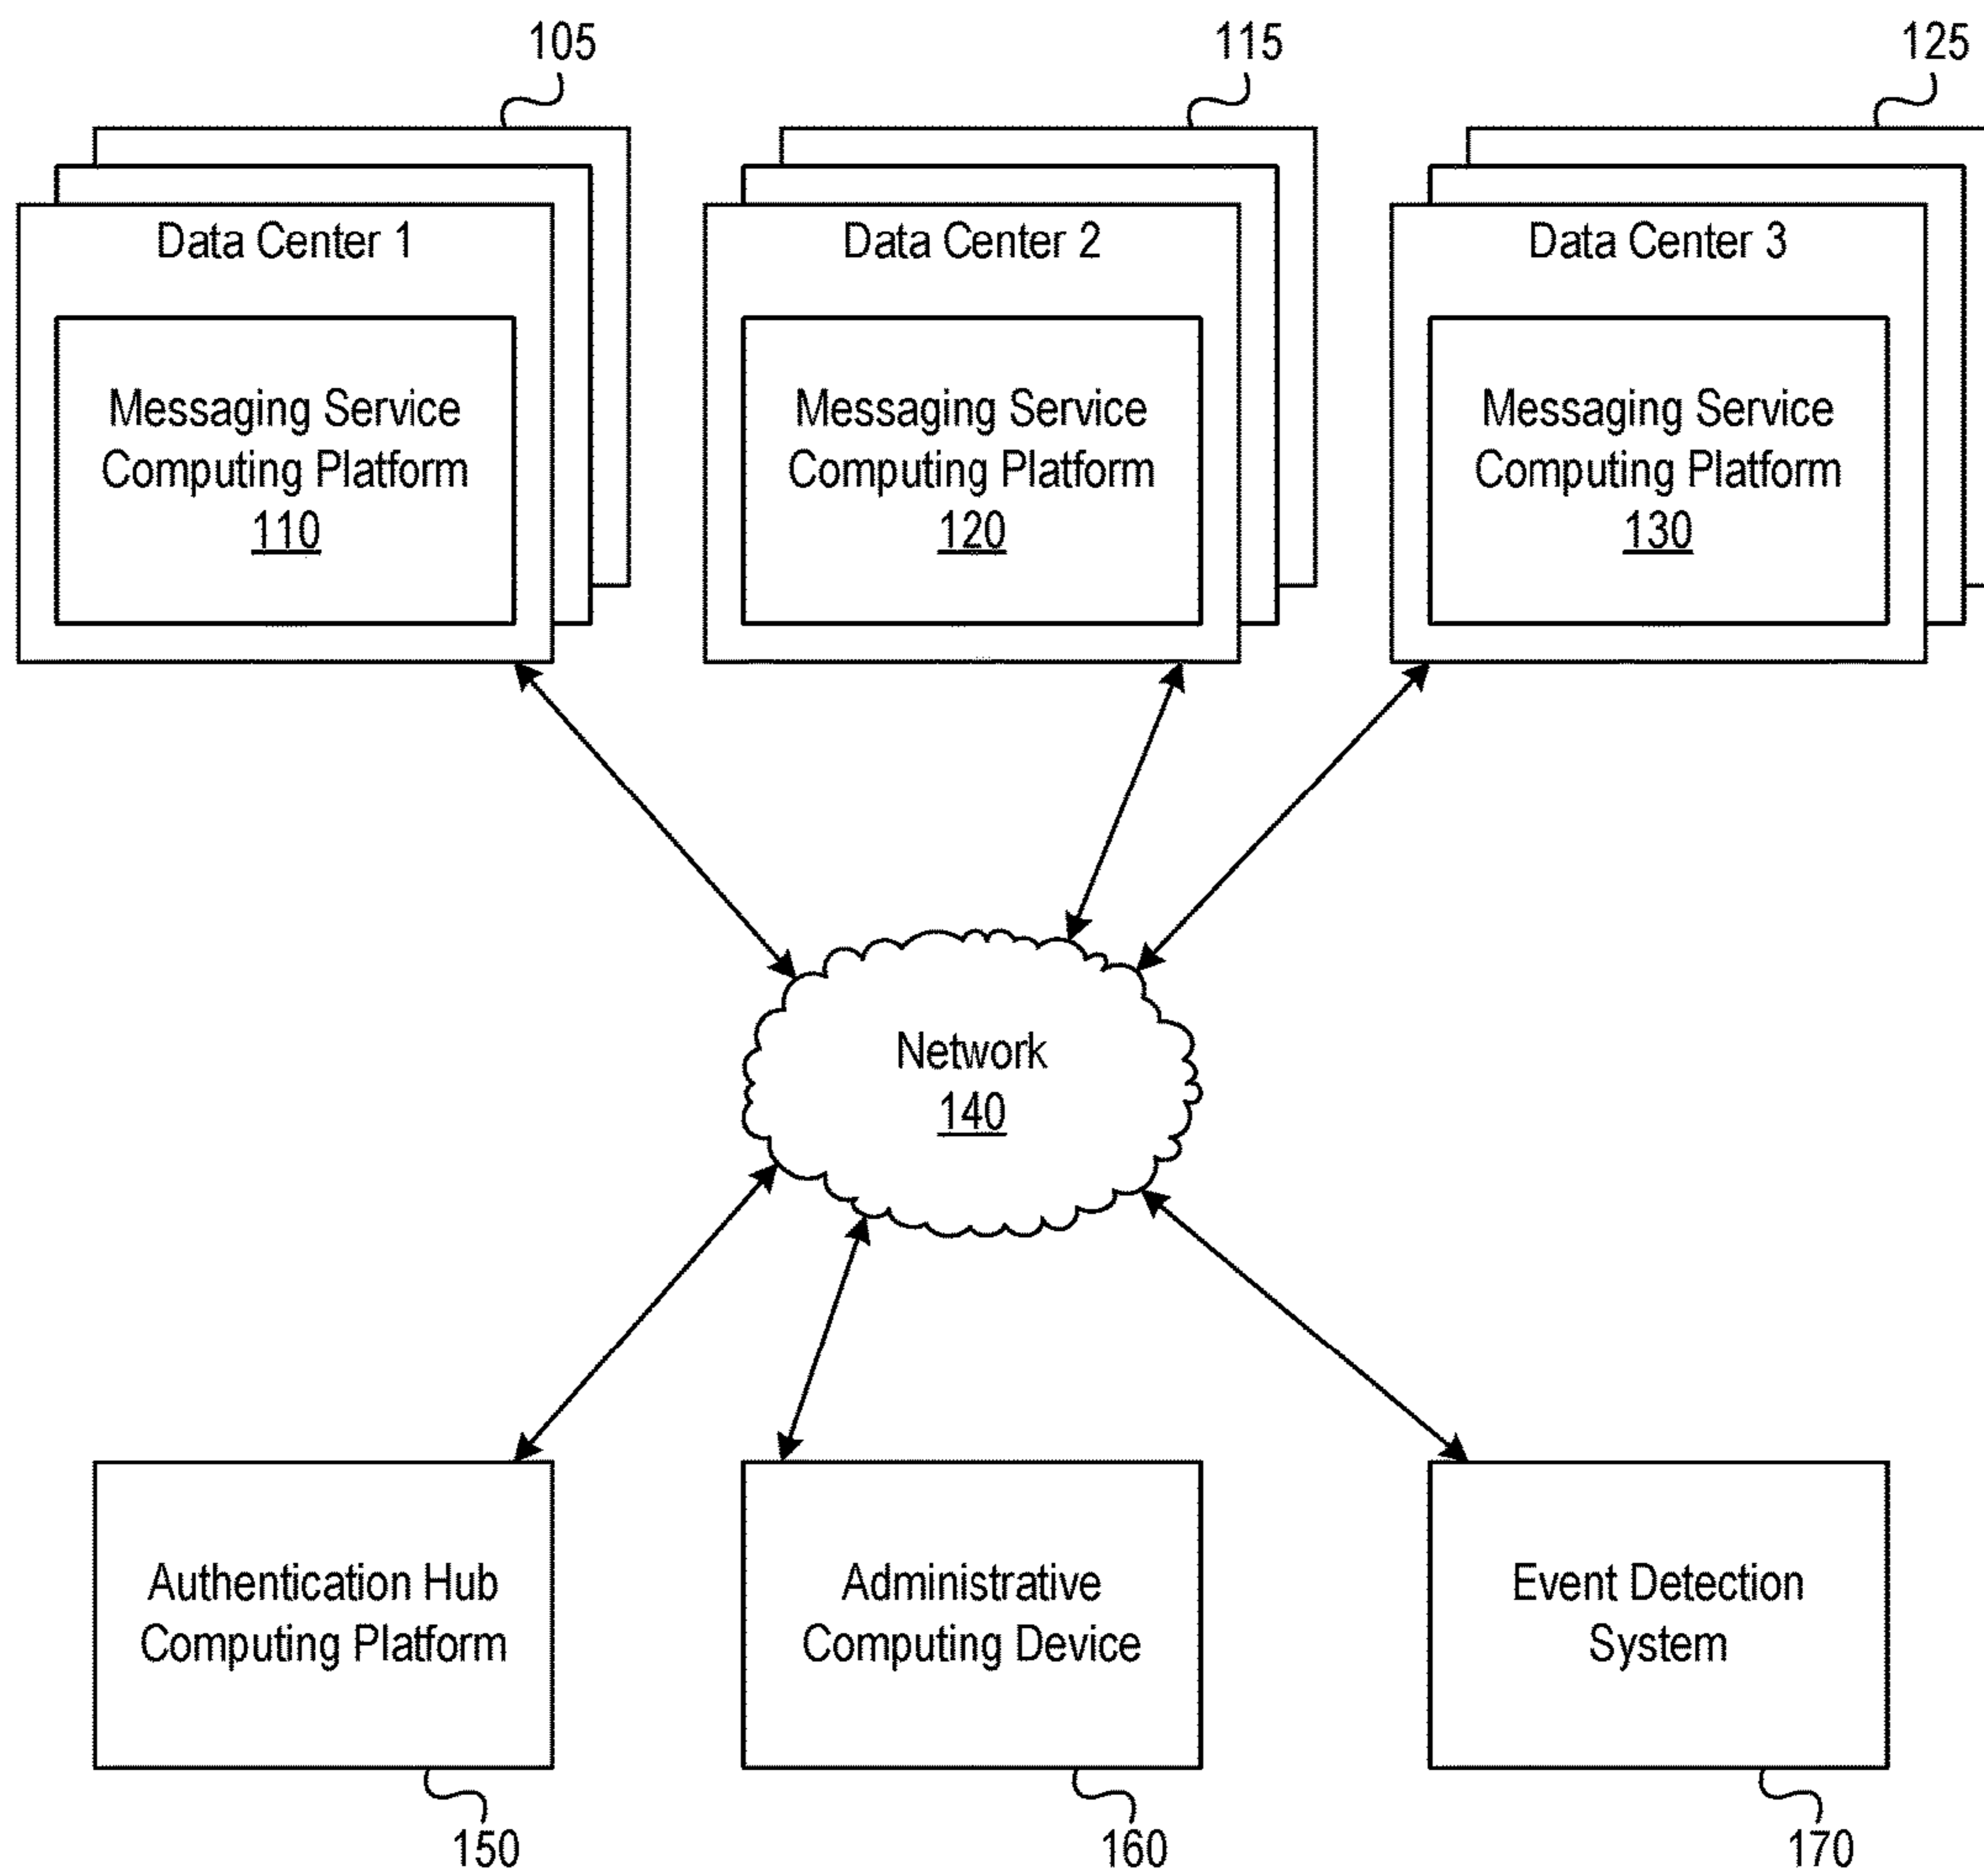 105
115
125
Data Center 1
Data Center 2
Data Center 3
Messaging Service
Computing Platform
110
Messaging Service
Computing Platform
120
Messaging Service
Computing Platform
130
Network
140
Authentication Hub
Computing Platform
Administrative
Computing Device
Event Detection
System
150
160
170